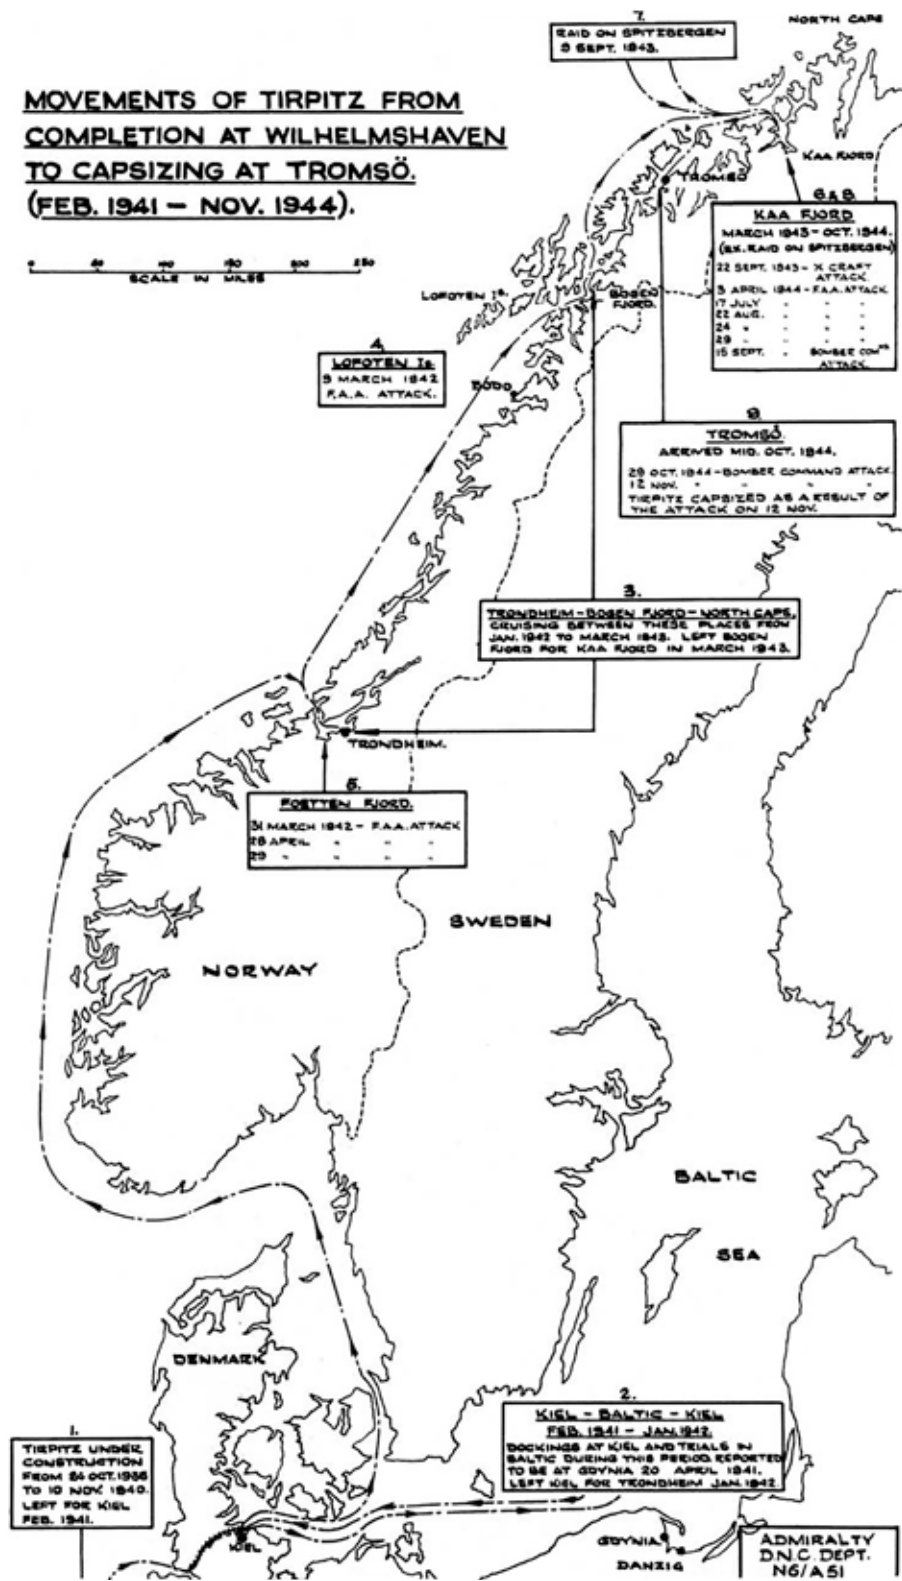 MOVEMENTS OF TIRPITZ FROM
COMPLETION AT WILHELMSHAVEN
TO CAPSIZING AT TROMSÖ.
(FEB. 1941 – NOV. 1944).
SCALE IN MILES
7.
RAID ON SPITZBERGEN
9 SEPT. 1943.
NORTH CAPE
KAA FJORD
TROMSÖ
6&8.
KAA FJORD
MARCH 1943 – OCT. 1944.
(EX. RAID ON SPITZBERGEN)
22 SEPT. 1943 – X CRAFT
ATTACK.
3 APRIL 1944 – F.A.A. ATTACK
17 JULY " " "
22 AUG. " " "
24 " " " "
29 " " " "
15 SEPT. " BOMBER COMND
ATTACK.
LOFOTEN IS.
BOGEN
FJORD.
4.
LOFOTEN IS.
9 MARCH 1942
F.A.A. ATTACK.
BODO
9.
TROMSÖ.
ARRIVED MID. OCT. 1944.
29 OCT. 1944 – BOMBER COMMAND ATTACK.
12 NOV. " " " "
TIRPITZ CAPSIZED AS A RESULT OF
THE ATTACK ON 12 NOV.
3.
TRONDHEIM – BOGEN FJORD – NORTH CAPE.
CRUISING BETWEEN THESE PLACES FROM
JAN. 1942 TO MARCH 1943. LEFT BOGEN
FJORD FOR KAA FJORD IN MARCH 1943.
TRONDHEIM.
5.
FOETTEN FJORD.
31 MARCH 1942 – F.A.A. ATTACK
28 APRIL " " "
29 " " " "
SWEDEN
NORWAY
BALTIC
SEA
DENMARK
1.
TIRPITZ UNDER
CONSTRUCTION
FROM 24 OCT. 1936
TO 10 NOV. 1940.
LEFT FOR KIEL
FEB. 1941.
2.
KIEL – BALTIC – KIEL
FEB. 1941 – JAN. 1942.
DOCKINGS AT KIEL AND TRIALS IN
BALTIC DURING THIS PERIOD. REPORTED
TO BE AT GDYNIA 20 APRIL 1941.
LEFT KIEL FOR TRONDHEIM JAN. 1942
KIEL
GDYNIA
DANZIG
ADMIRALTY
D.N.C. DEPT.
N6/A51